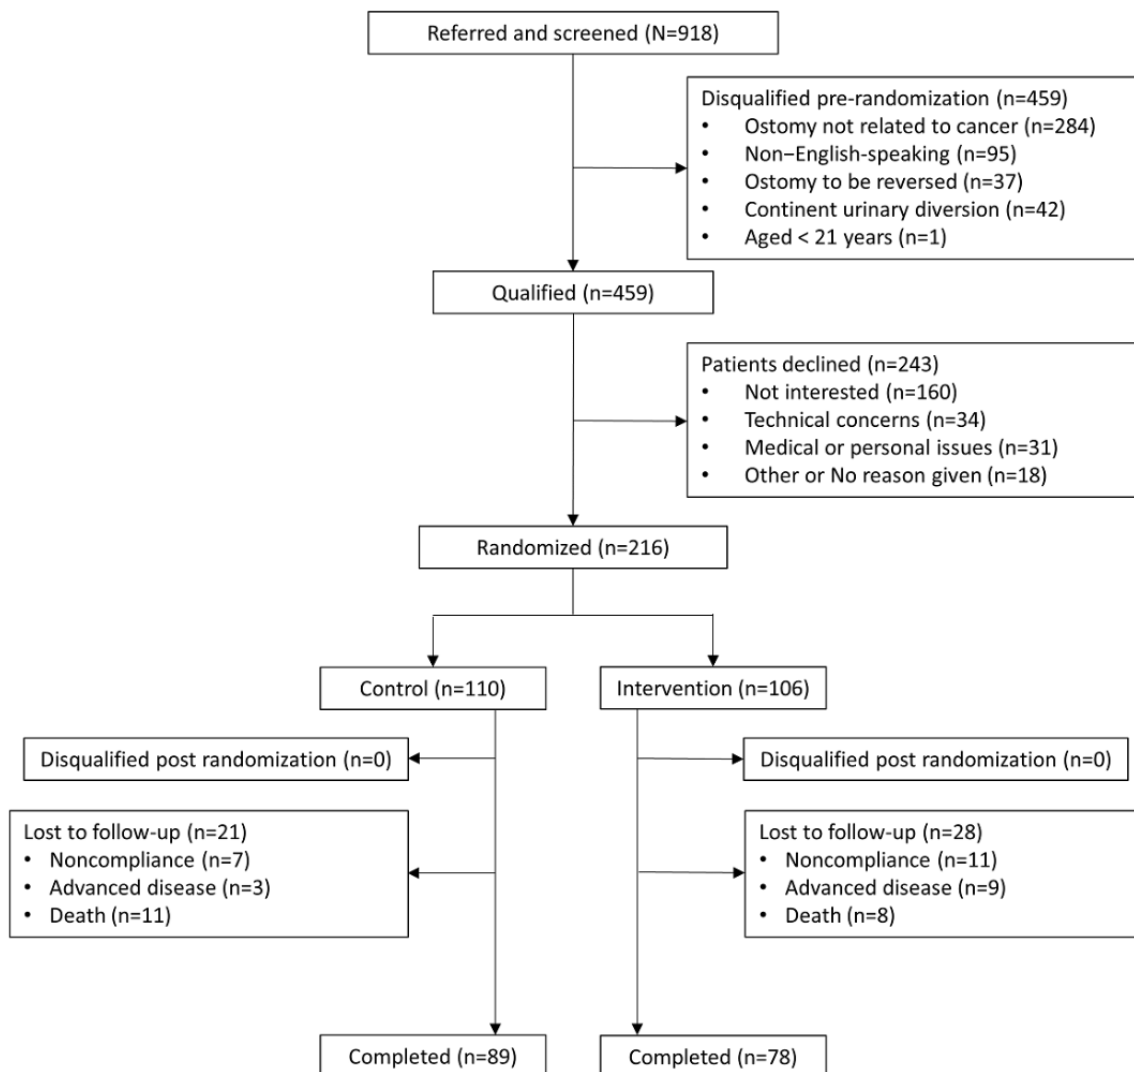 Referred and screened (N=918)
Disqualified pre-randomization (n=459)
• Ostomy not related to cancer (n=284)
• Non−English-speaking (n=95)
• Ostomy to be reversed (n=37)
• Continent urinary diversion (n=42)
• Aged < 21 years (n=1)
Qualified (n=459)
Patients declined (n=243)
• Not interested (n=160)
• Technical concerns (n=34)
• Medical or personal issues (n=31)
• Other or No reason given (n=18)
Randomized (n=216)
Control (n=110)
Intervention (n=106)
Disqualified post randomization (n=0)
Disqualified post randomization (n=0)
Lost to follow-up (n=21)
• Noncompliance (n=7)
• Advanced disease (n=3)
• Death (n=11)
Lost to follow-up (n=28)
• Noncompliance (n=11)
• Advanced disease (n=9)
• Death (n=8)
Completed (n=89)
Completed (n=78)